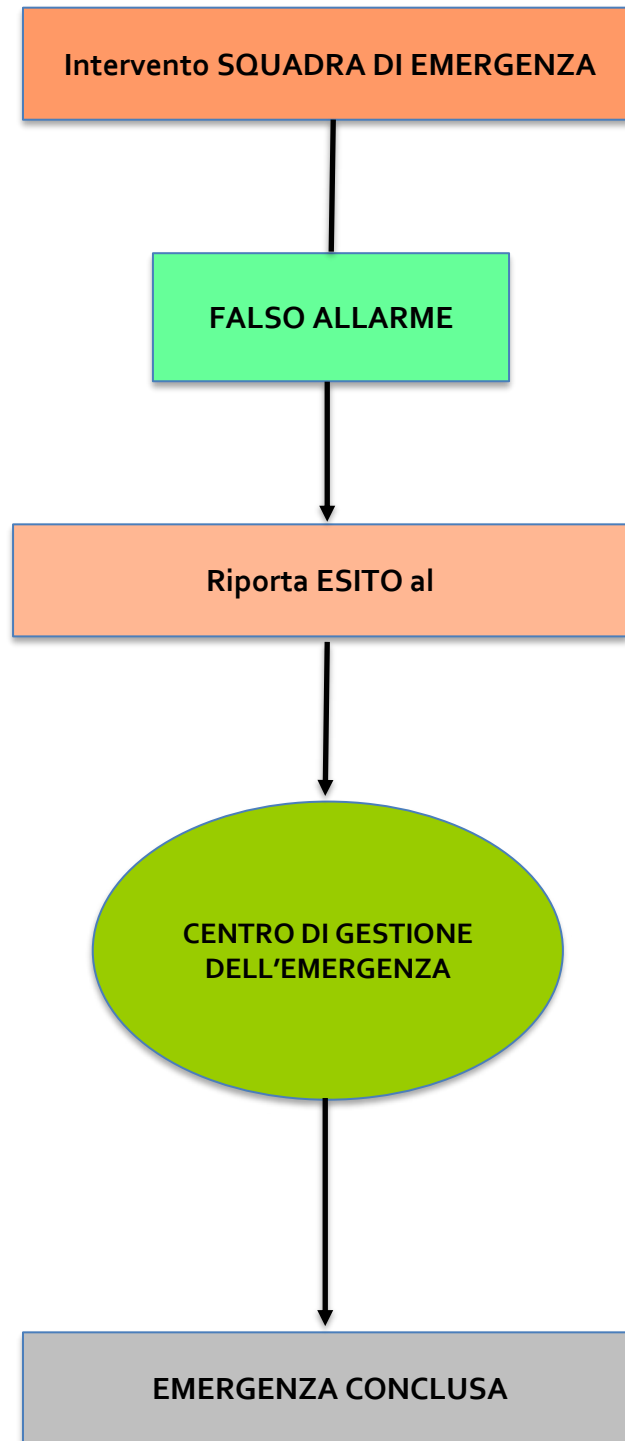 Intervento SQUADRA DI EMERGENZA
FALSO ALLARME
Riporta ESITO al
CENTRO DI GESTIONE
DELL’EMERGENZA
EMERGENZA CONCLUSA